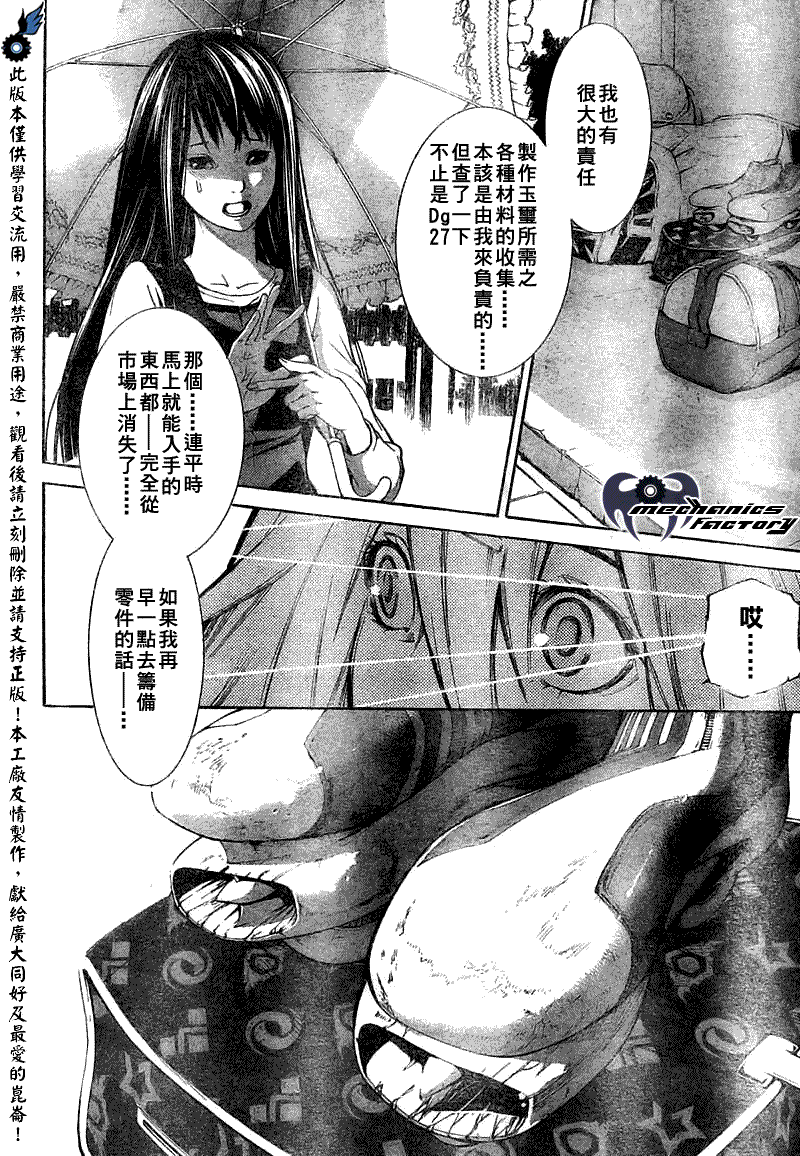 我也有
很大的責任
製作玉璽所需之
各種材料的收集……
本該是由我來負責的……
但查了一下
不止是Dg27
那個……連平時
馬上就能入手的
東西都——完全從
市場上消失了……
哎……
如果我再
早一點去籌備
零件的話——……
mechanics
Factory
此版本僅供學習交流用，嚴禁商業用途，觀看後請立刻刪除並請支持正版！本工廠友情製作，獻給廣大同好及最愛的崑崙！